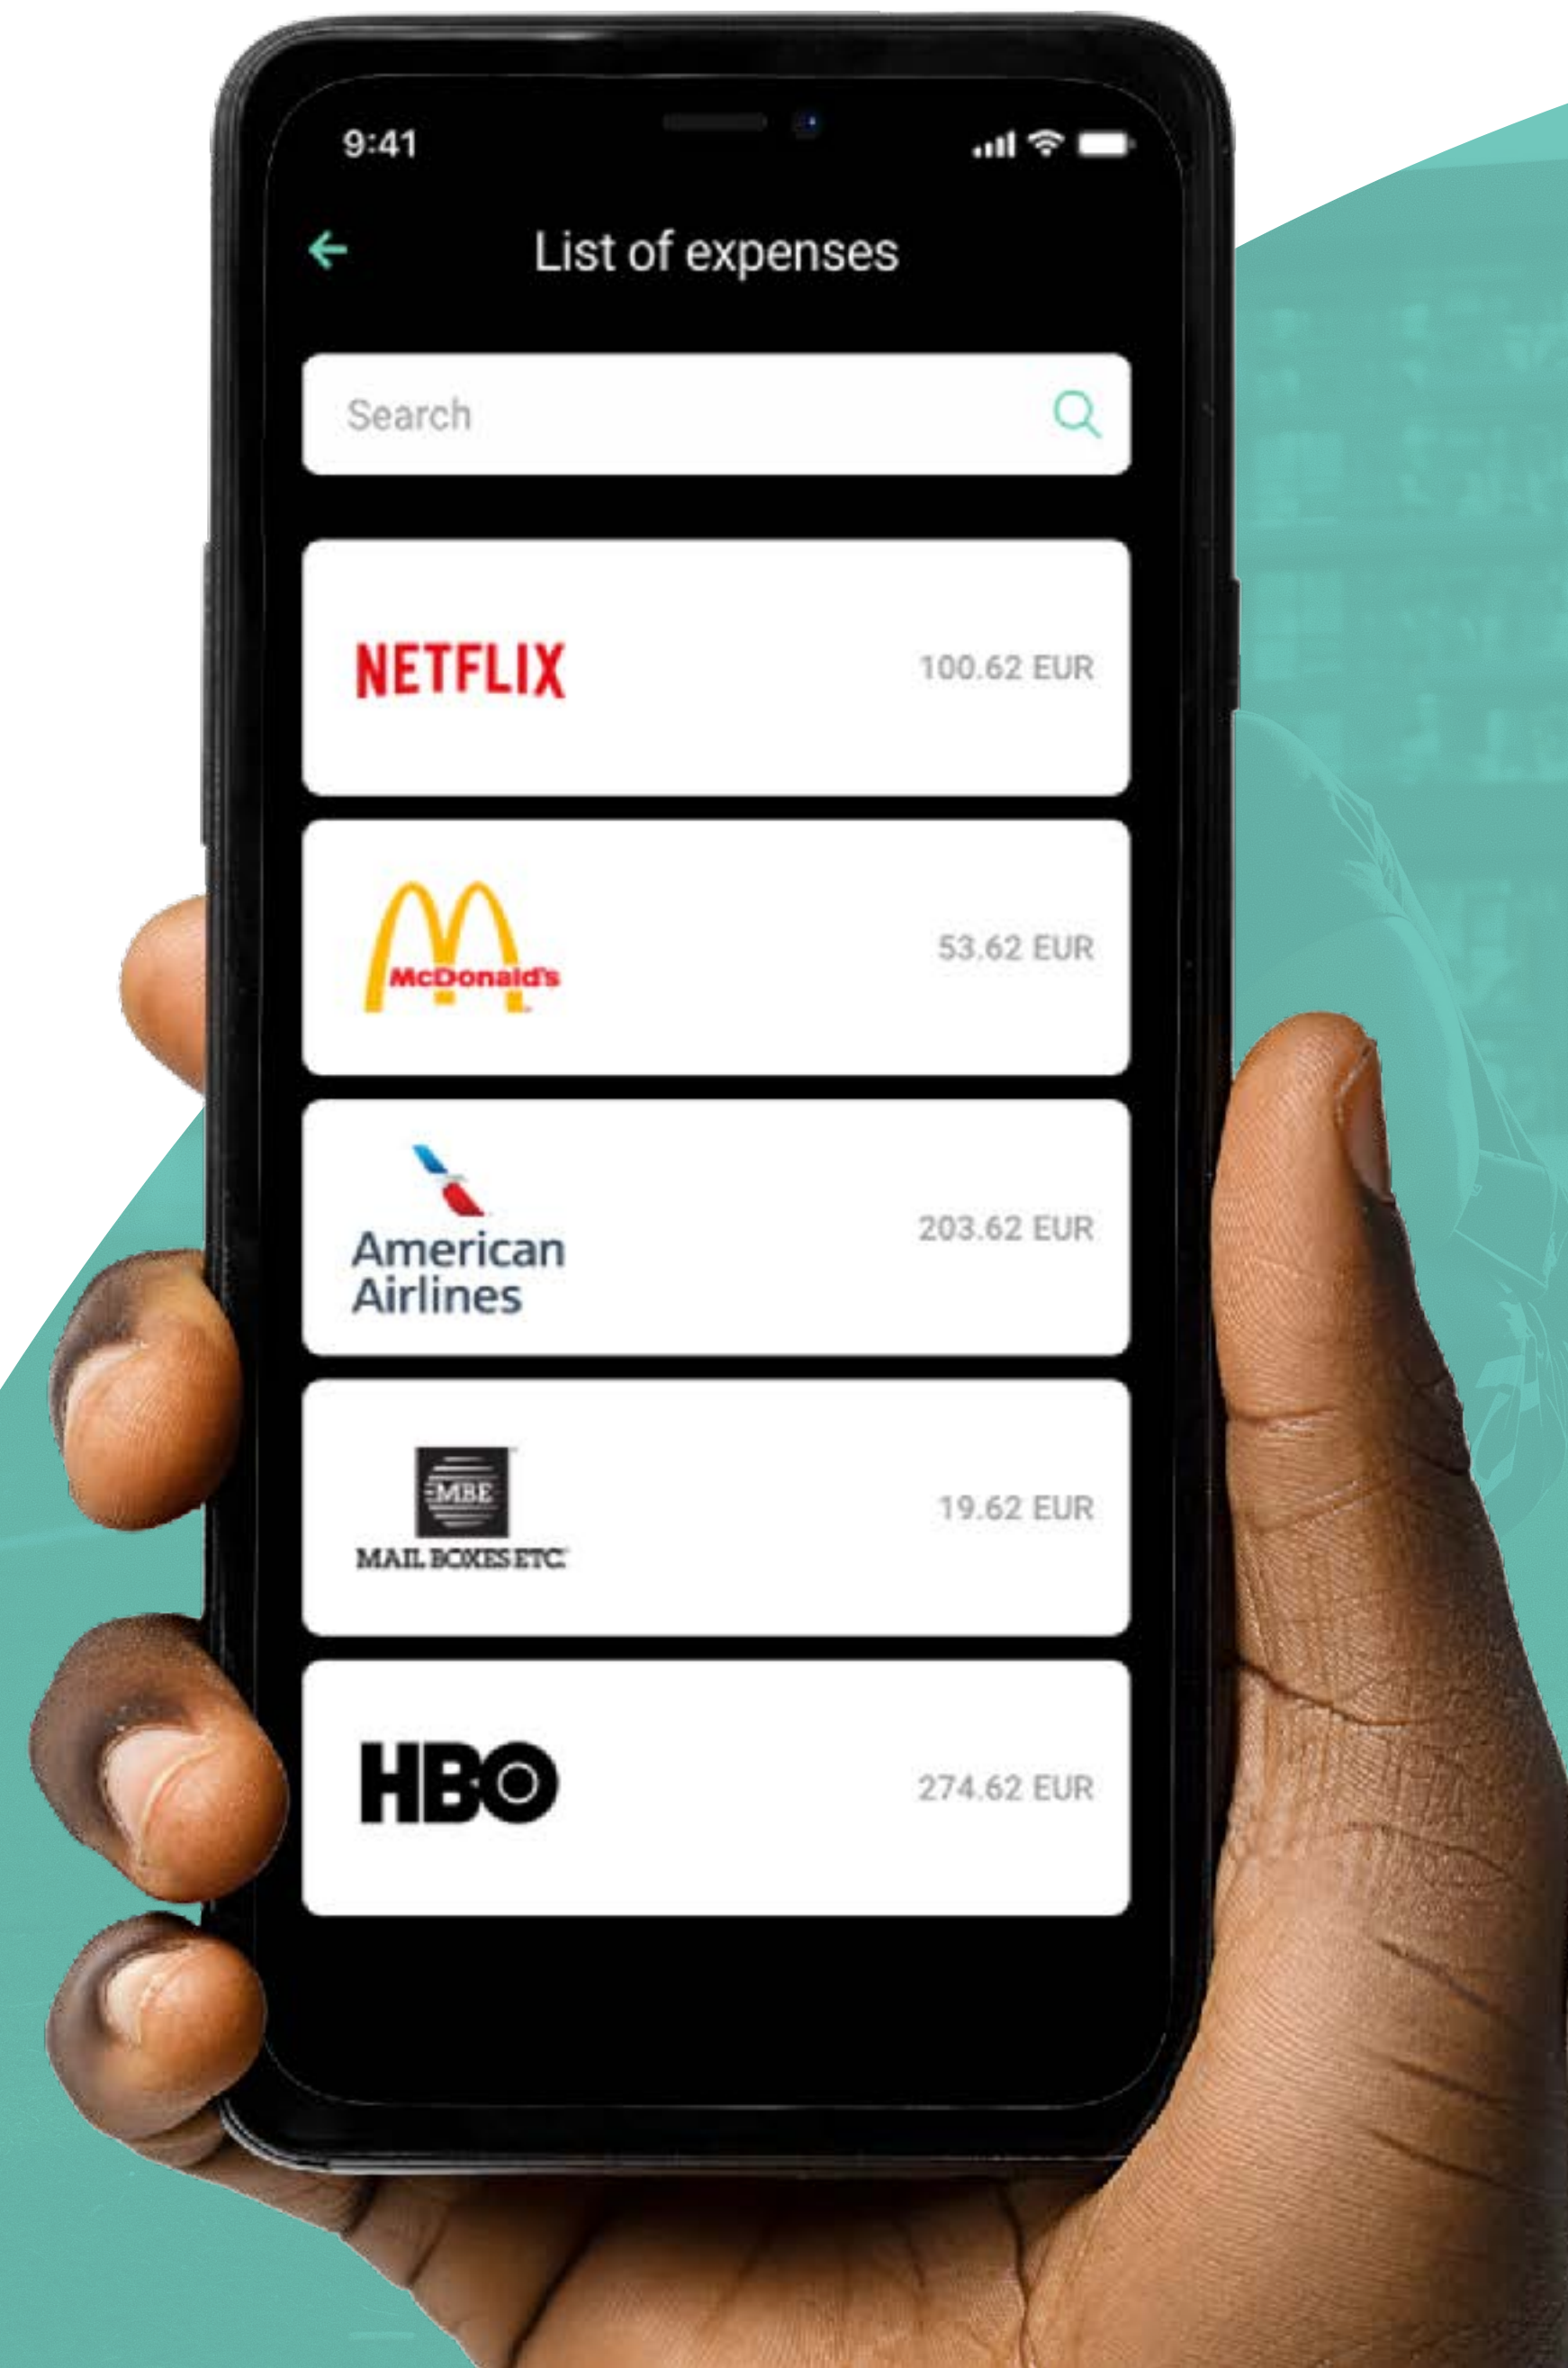 9:41
List of expenses
Search
NETFLIX
100.62 EUR
McDonald's
53.62 EUR
American
Airlines
203.62 EUR
MBE
MAIL BOXES ETC.
19.62 EUR
HBO
274.62 EUR